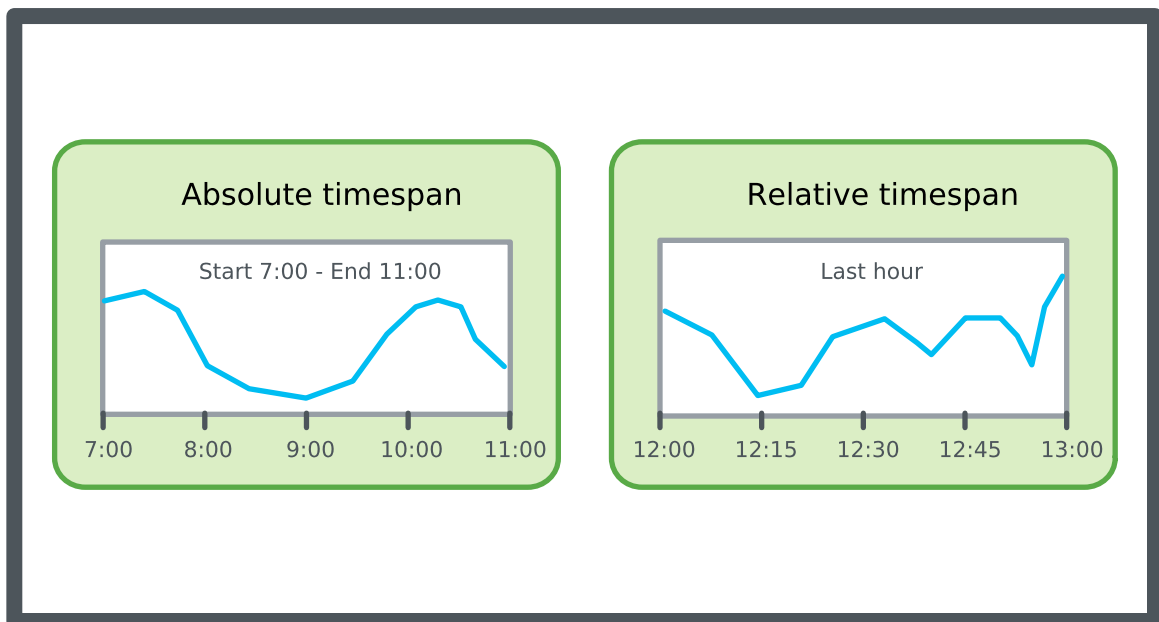 Absolute timespan
Start 7:00 - End 11:00
7:00 8:00 9:00 10:00 11:00
Relative timespan
Last hour
12:00 12:15 12:30 12:45 13:00